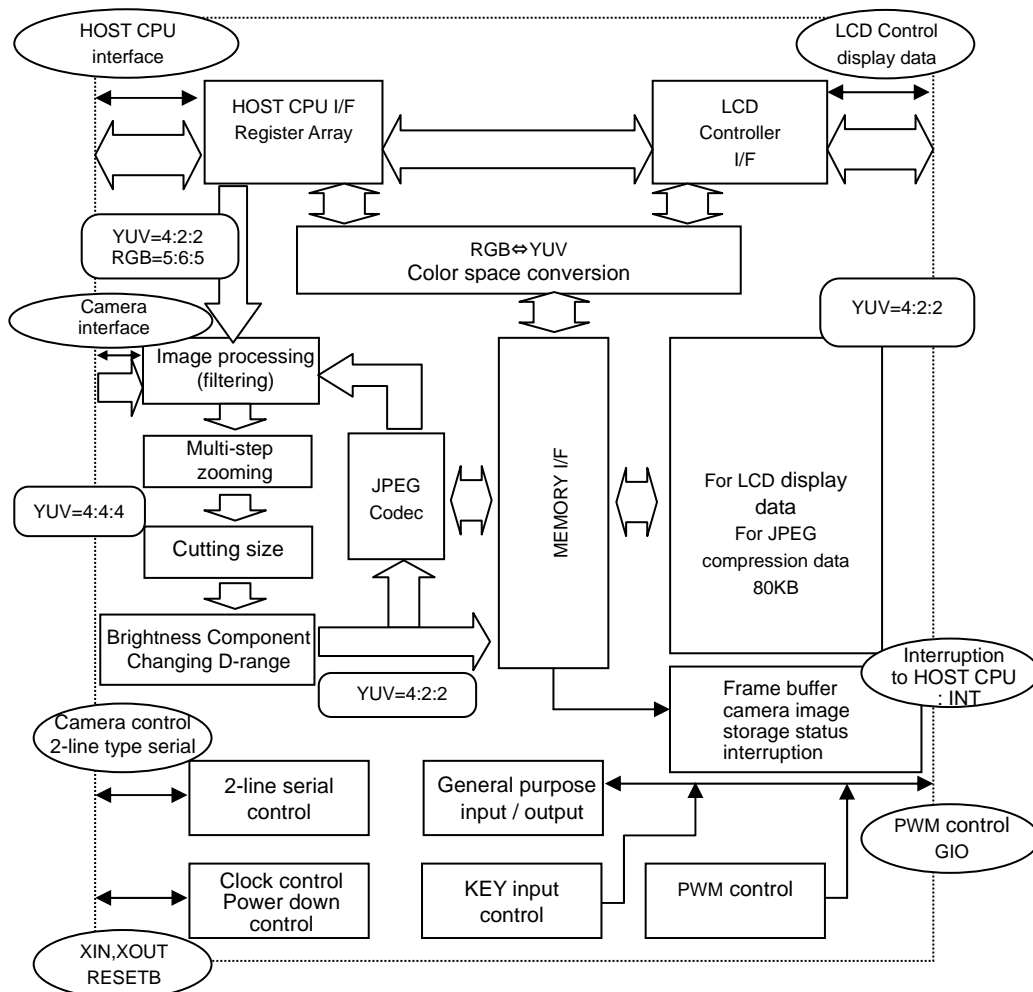 HOST CPU
interface
LCD Control
display data
HOST CPU I/F
Register Array
LCD
Controller
I/F
YUV=4:2:2
RGB=5:6:5
RGB⇔YUV
Color space conversion
Camera
interface
YUV=4:2:2
Image processing
(filtering)
Multi-step
zooming
JPEG
Codec
MEMORY I/F
For LCD display
data
For JPEG
compression data
80KB
YUV=4:4:4
Cutting size
Brightness Component
Changing D-range
YUV=4:2:2
Interruption
to HOST CPU
: INT
Frame buffer
camera image
storage status
interruption
Camera control
2-line type serial
2-line serial
control
General purpose
input / output
PWM control
GIO
Clock control
Power down
control
KEY input
control
PWM control
XIN,XOUT
RESETB